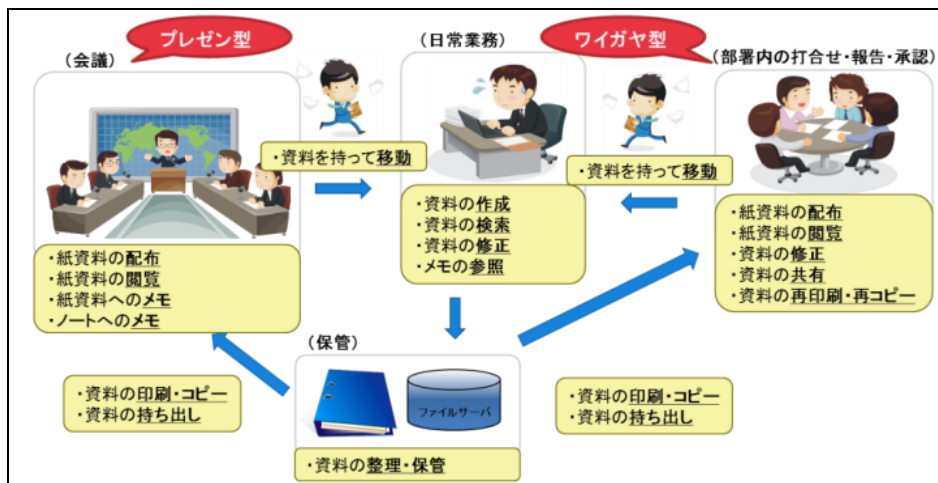 プレゼン型
ワイガヤ型
（会議）
（日常業務）
（部署内の打合せ・報告・承認）
・資料を持って移動
・資料を持って移動
・紙資料の配布
・紙資料の閲覧
・紙資料へのメモ
・ノートへのメモ
・資料の作成
・資料の検索
・資料の修正
・メモの参照
・紙資料の配布
・紙資料の閲覧
・資料の修正
・資料の共有
・資料の再印刷・再コピー
（保管）
ファイルサーバ
・資料の印刷・コピー
・資料の持ち出し
・資料の印刷・コピー
・資料の持ち出し
・資料の整理・保管